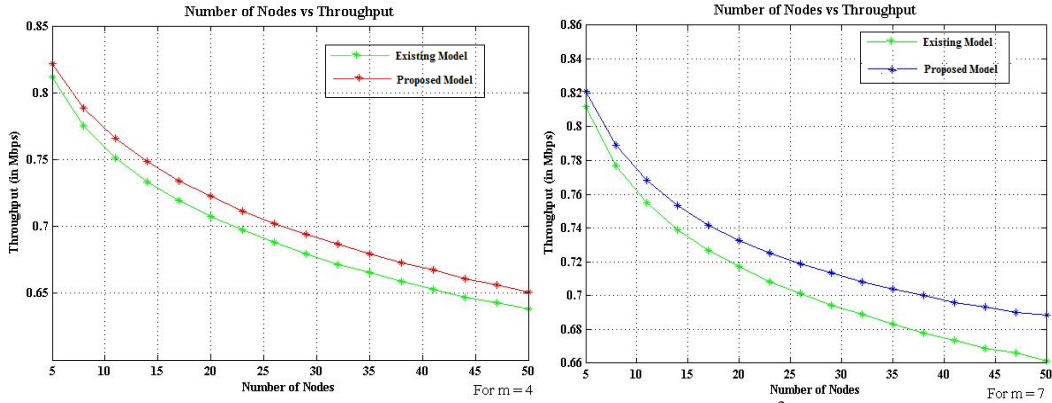 Number of Nodes vs Throughput
0.85
0.8
0.75
0.7
0.65
Throughput (in Mbps)
Existing Model
Proposed Model
5 10 15 20 25 30 35 40 45 50
Number of Nodes
For m = 4
Number of Nodes vs Throughput
0.86
0.84
0.82
0.8
0.78
0.76
0.74
0.72
0.7
0.68
0.66
Throughput (in Mbps)
Existing Model
Proposed Model
5 10 15 20 25 30 35 40 45 50
Number of Nodes
For m = 7